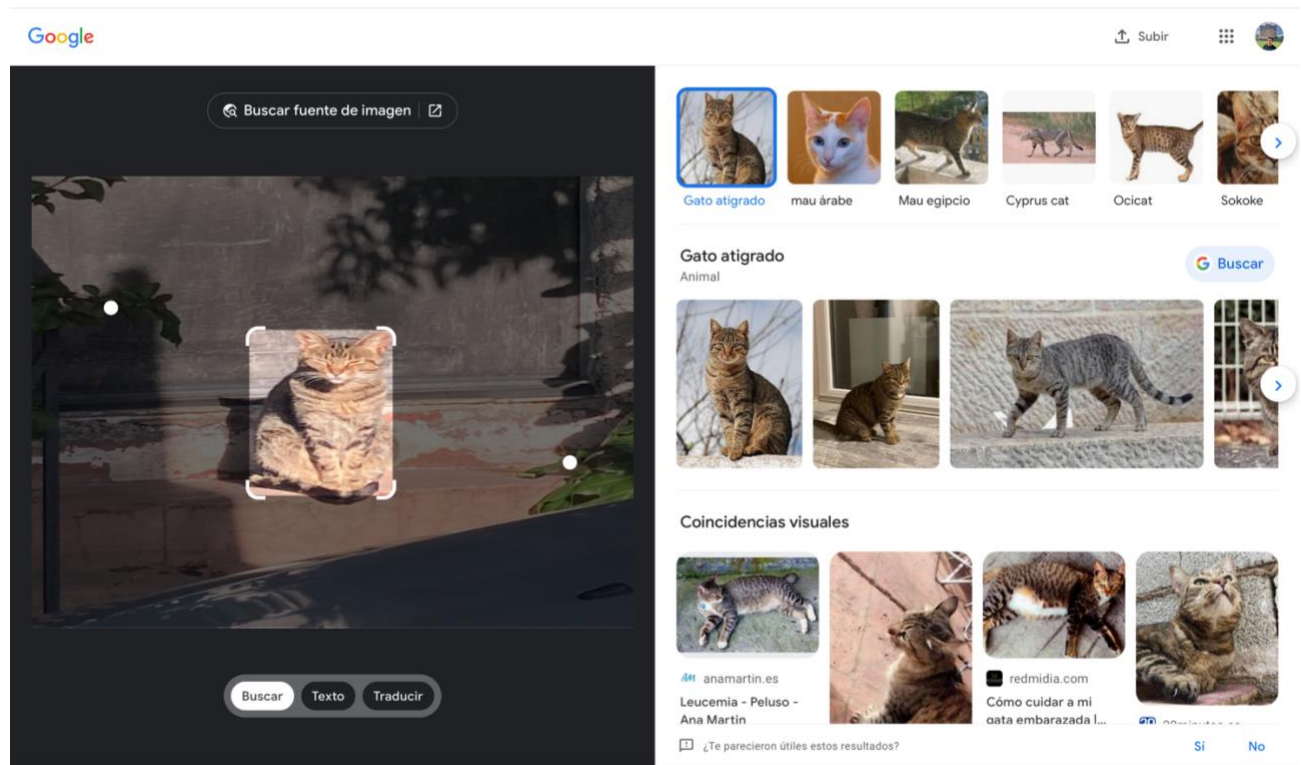 Google
Subir
Buscar fuente de imagen
Gato atigrado
mau árabe
Mau egipcio
Cyprus cat
Ocicat
Sokoke
Gato atigrado
Animal
Buscar
Coincidencias visuales
anamartin.es
Leucemia - Peluso -
Ana Martin
redmidia.com
Cómo cuidar a mi
gata embarazada l...
Buscar
Texto
Traducir
¿Te parecieron útiles estos resultados?
Sí
No